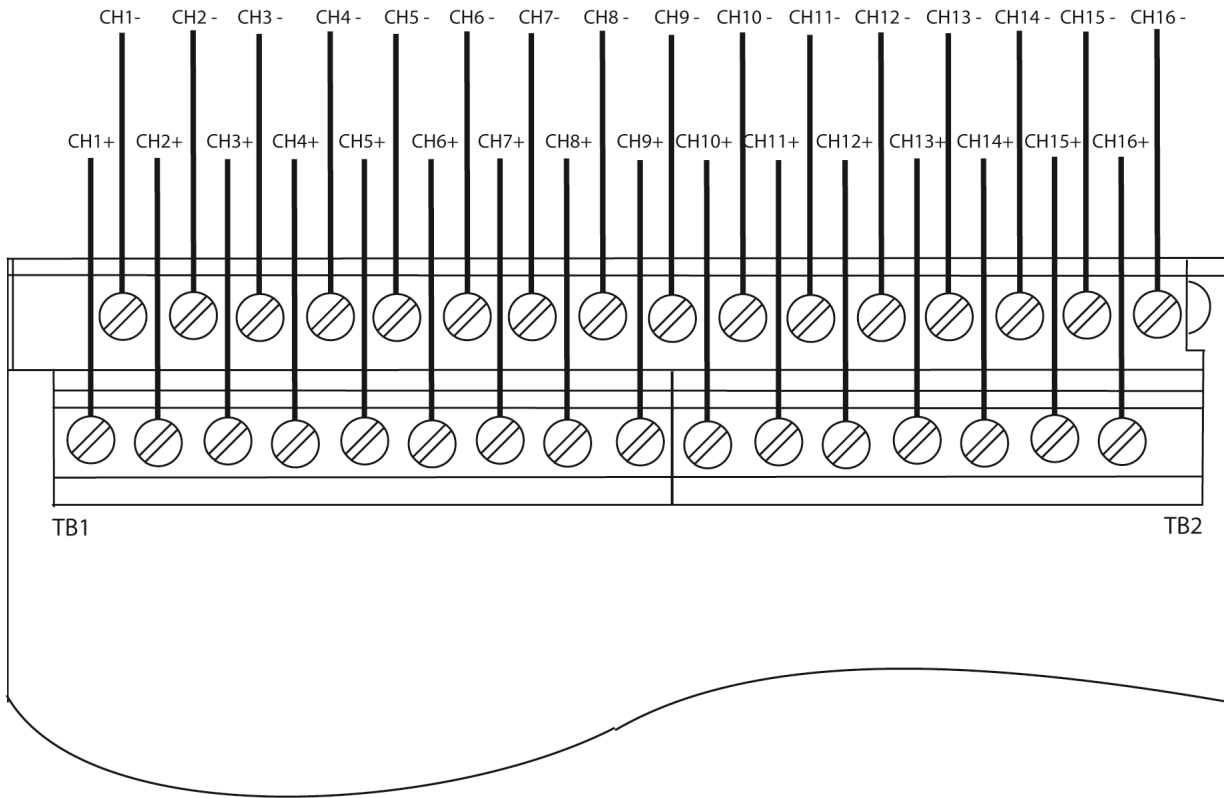 CH1- CH2 - CH3 - CH4 - CH5 - CH6 - CH7- CH8 - CH9 - CH10 - CH11- CH12 - CH13 - CH14 - CH15 - CH16 -
CH1+ CH2+ CH3+ CH4+ CH5+ CH6+ CH7+ CH8+ CH9+ CH10+ CH11+ CH12+ CH13+ CH14+ CH15+ CH16+
TB1 TB2